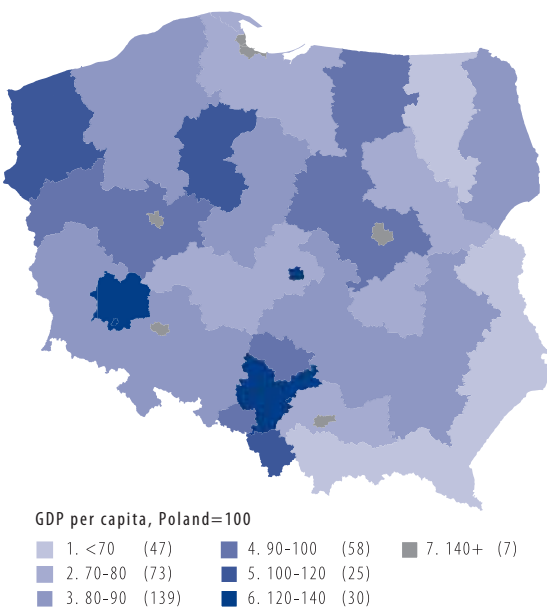 GDP per capita, Poland=100
1. <70 (47) 4. 90-100 (58) 7. 140+ (7)
2. 70-80 (73) 5. 100-120 (25)
3. 80-90 (139) 6. 120-140 (30)